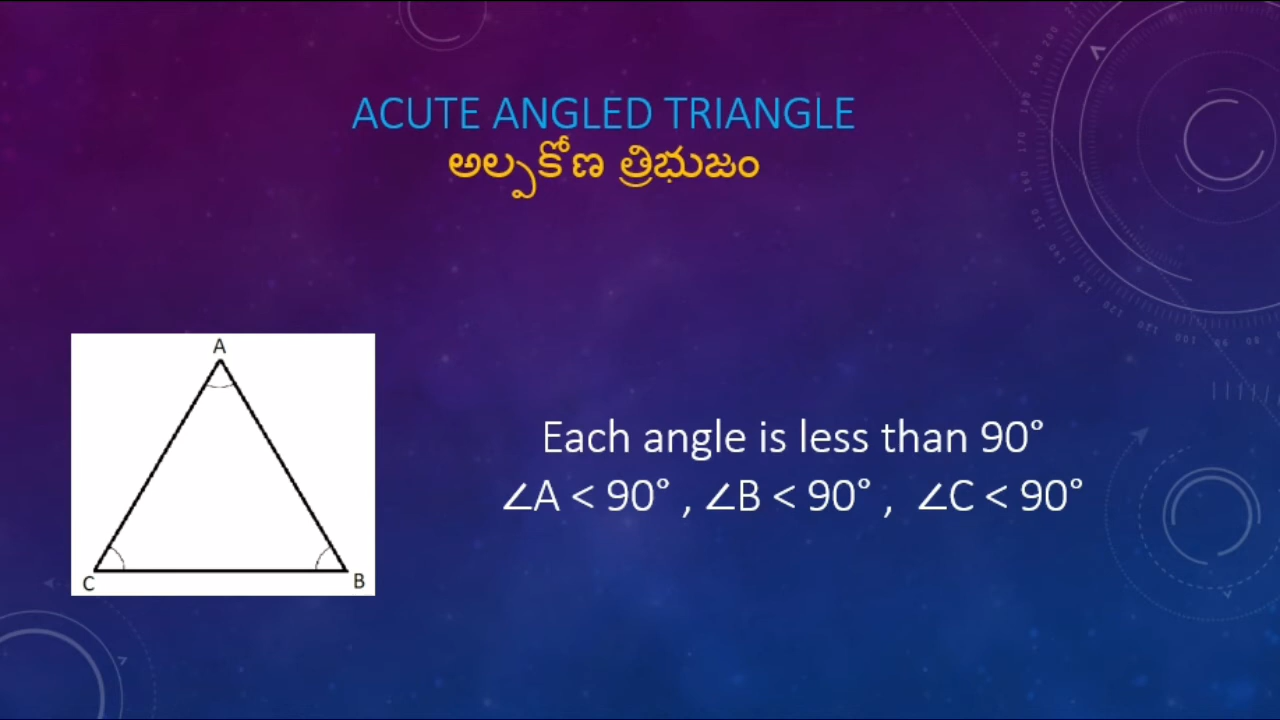 ACUTE ANGLED TRIANGLE
అల్పకోణ త్రిభుజం
A
C
B
Each angle is less than 90°
∠A < 90° , ∠B < 90° , ∠C < 90°